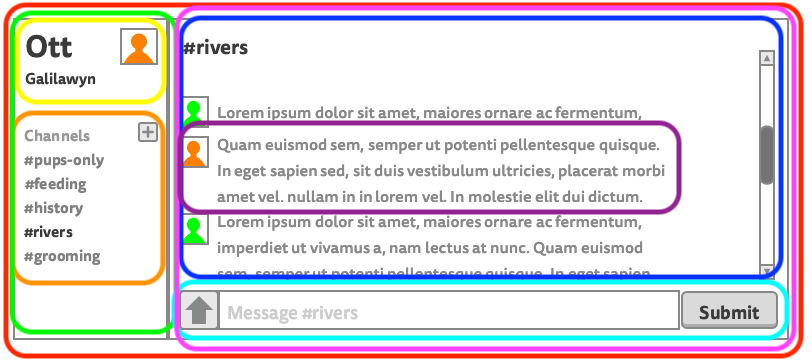 Ott
Galilawyn
Channels
#pups-only
#feeding
#history
#rivers
#grooming
#rivers
Lorem ipsum dolor sit amet, maiores ornare ac fermentum,
Quam euismod sem, semper ut potenti pellentesque quisque.
In eget sapien sed, sit duis vestibulum ultricies, placerat morbi
amet vel. nullam in in lorem vel. In molestie elit dui dictum.
Lorem ipsum dolor sit amet, maiores ornare ac fermentum,
imperdiet ut vivamus a, nam lectus at nunc. Quam euismod
sem, semper ut potenti pellentesque quisque. In eget sapien
Message #rivers
Submit